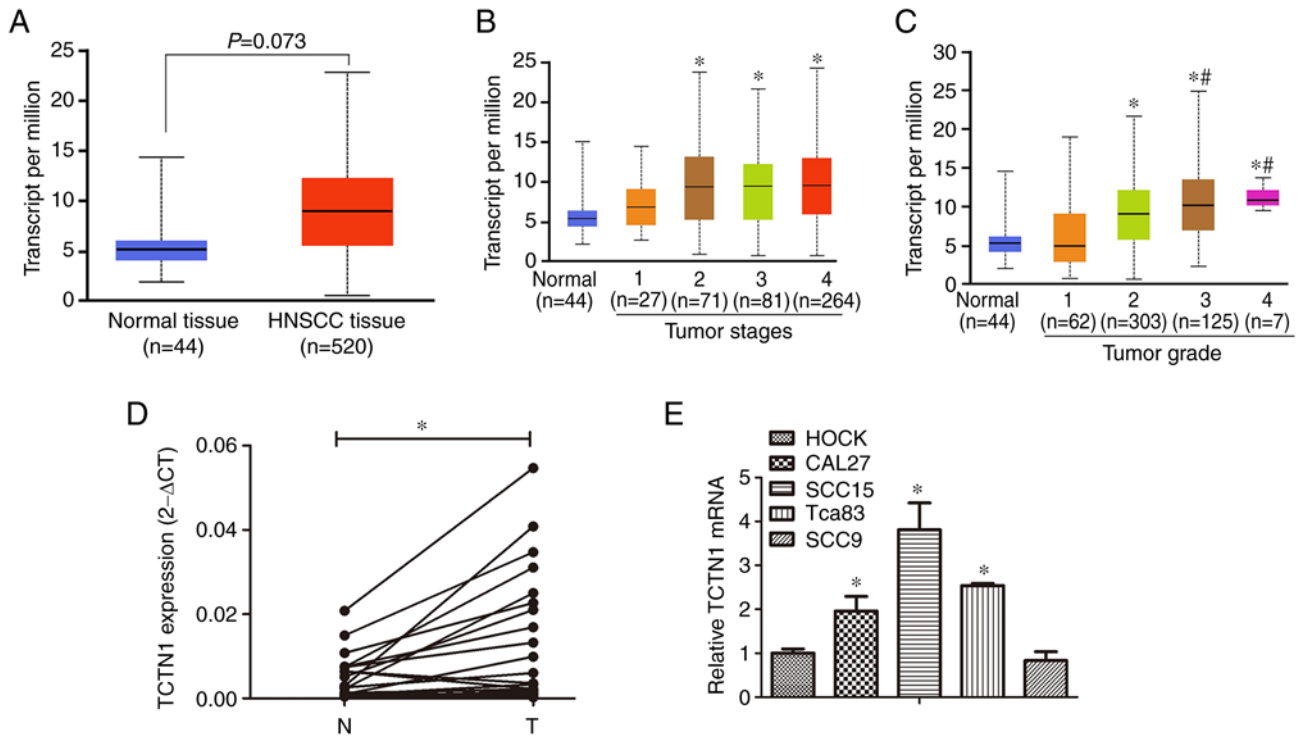 A
P=0.073
Transcript per million
25
20
15
10
5
0
Normal tissue
(n=44)
HNSCC tissue
(n=520)
B
Transcript per million
25
20
15
10
5
0
*
*
*
Normal
(n=44)
1
(n=27)
2
(n=71)
3
(n=81)
4
(n=264)
Tumor stages
C
Transcript per million
30
25
20
15
10
5
0
*
*#
*#
Normal
(n=44)
1
(n=62)
2
(n=303)
3
(n=125)
4
(n=7)
Tumor grade
D
TCTN1 expression (2−ΔCT)
0.06
0.04
0.02
0.00
*
N
T
E
HOCK
CAL27
SCC15
Tca83
SCC9
Relative TCTN1 mRNA
5
4
3
2
1
0
*
*
*